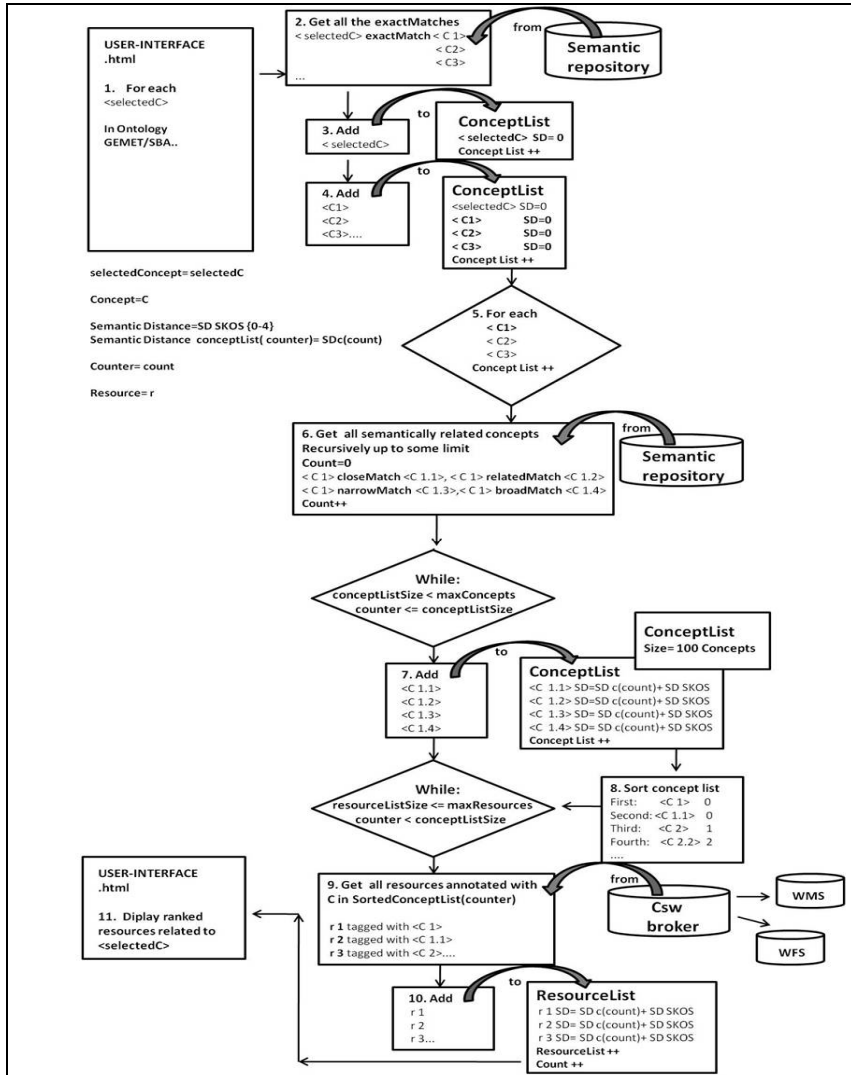 USER-INTERFACE
.html
1. For each
<selectedC>
In Ontology
GEMET/SBA..
2. Get all the exactMatches
< selectedC> exactMatch < C 1>
< C2>
< C3>
...
from
Semantic
repository
3. Add
< selectedC>
to
ConceptList
< selectedC> SD= 0
Concept List ++
4. Add
<C1>
<C2>
<C3>....
to
ConceptList
<selectedC> SD=0
< C1> SD=0
< C2> SD=0
< C3> SD=0
Concept List ++
selectedConcept= selectedC
Concept=C
Semantic Distance=SD SKOS {0-4}
Semantic Distance conceptList( counter)= SDc(count)
Counter= count
Resource= r
5. For each
< C1>
< C2>
< C3>
Concept List ++
6. Get all semantically related concepts
Recursively up to some limit
Count=0
< C 1> closeMatch <C 1.1>, < C 1> relatedMatch <C 1.2>
< C 1> narrowMatch <C 1.3>,< C 1> broadMatch <C 1.4>
Count++
from
Semantic
repository
While:
conceptListSize < maxConcepts
counter <= conceptListSize
ConceptList
Size= 100 Concepts
7. Add
<C 1.1>
<C 1.2>
<C 1.3>
<C 1.4>
to
ConceptList
<C 1.1> SD=SD c(count)+ SD SKOS
<C 1.2> SD=SD c(count)+ SD SKOS
<C 1.3> SD= SD c(count)+ SD SKOS
<C 1.4> SD= SD c(count)+ SD SKOS
Concept List ++
While:
resourceListSize <= maxResources
counter < conceptListSize
8. Sort concept list
First: <C 1> 0
Second: <C 1.1> 0
Third: <C 2> 1
Fourth: <C 2.2> 2
....
USER-INTERFACE
.html
11. Diplay ranked
resources related to
<selectedC>
9. Get all resources annotated with
C in SortedConceptList(counter)
r 1 tagged with <C 1>
r 2 tagged with <C 1.1>
r 3 tagged with <C 2>....
from
Csw
broker
WMS
WFS
10. Add
r 1
r 2
r 3...
to
ResourceList
r 1 SD= SD c(count)+ SD SKOS
r 2 SD= SD c(count)+ SD SKOS
r 3 SD= SD c(count)+ SD SKOS
ResourceList ++
Count ++